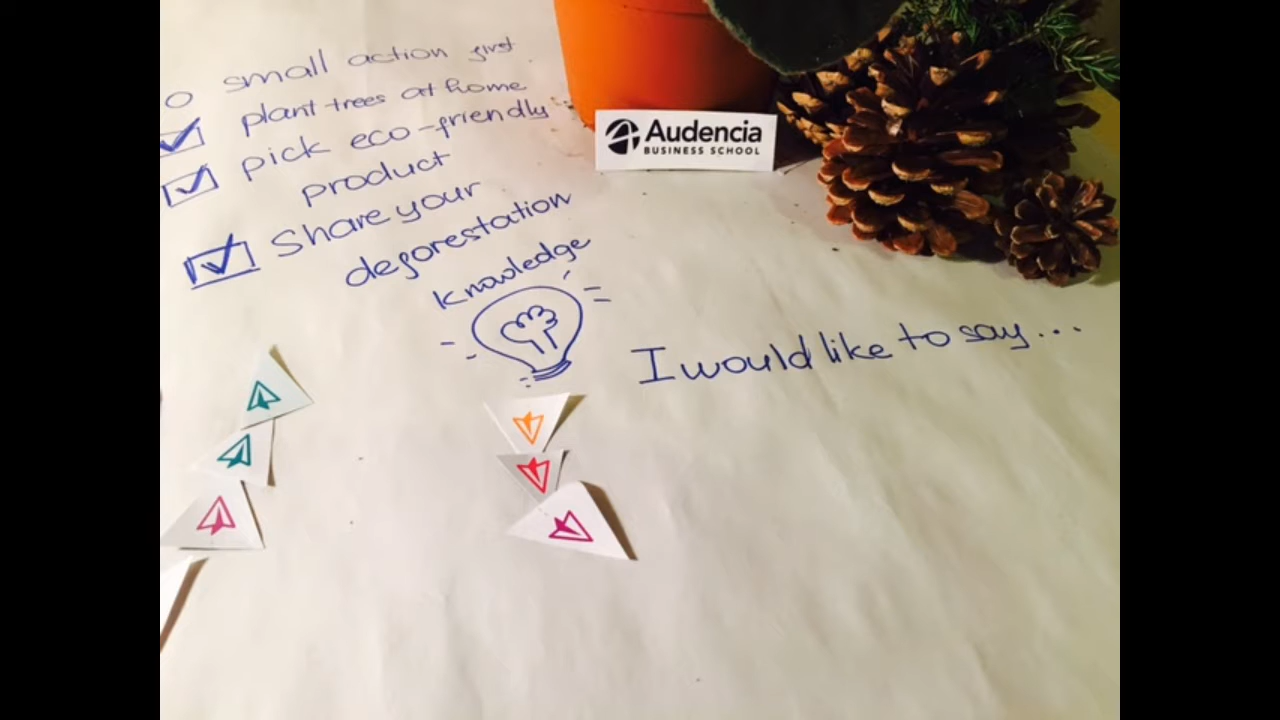 small action first
plant trees at home
pick eco-friendly
product
Share your
deforestation
knowledge
Audencia
BUSINESS SCHOOL
I would like to say...